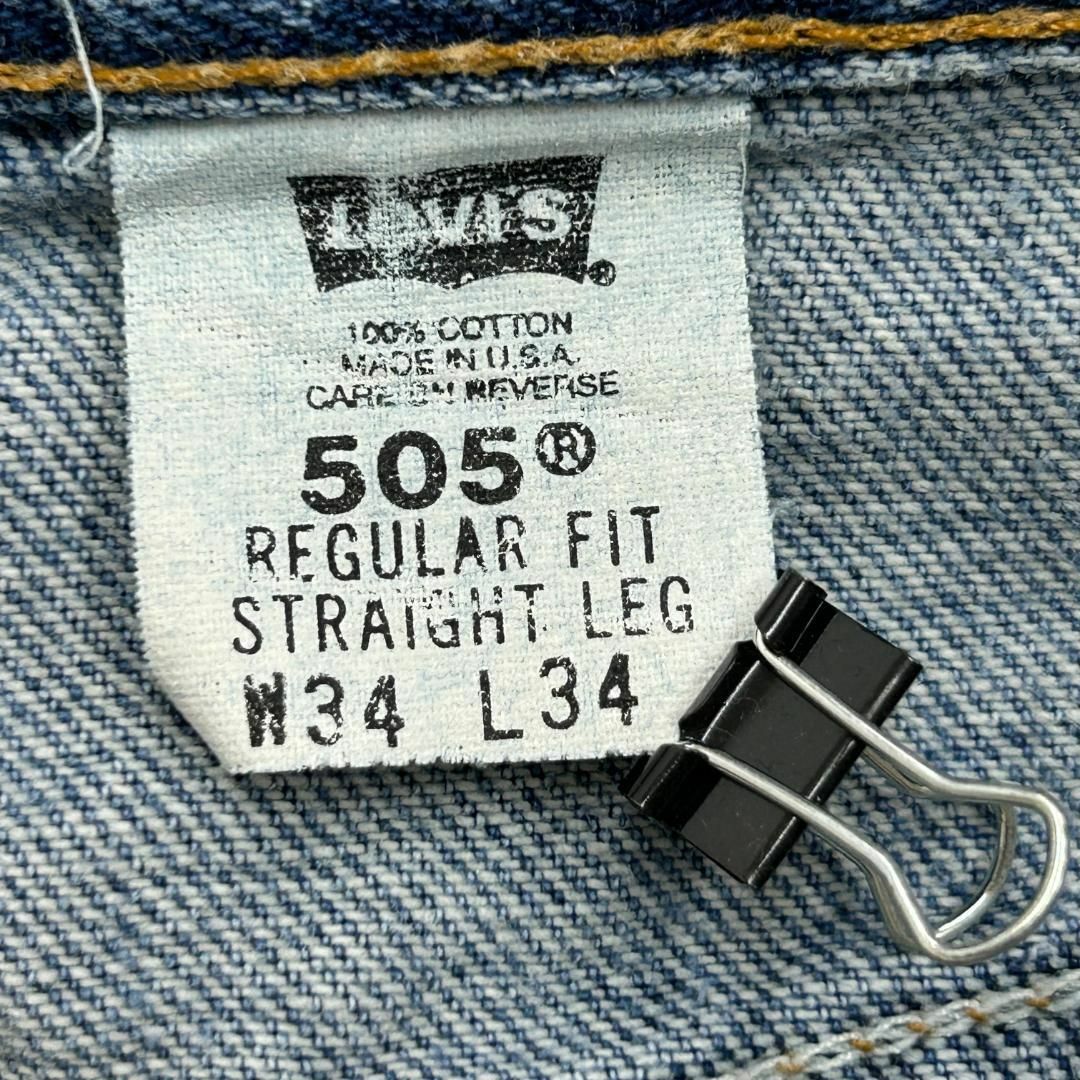 LEVI'S ®
100% COTTON
MADE IN U.S.A.
CARE ON REVERSE
505®
REGULAR FIT
STRAIGHT LEG
W34 L34